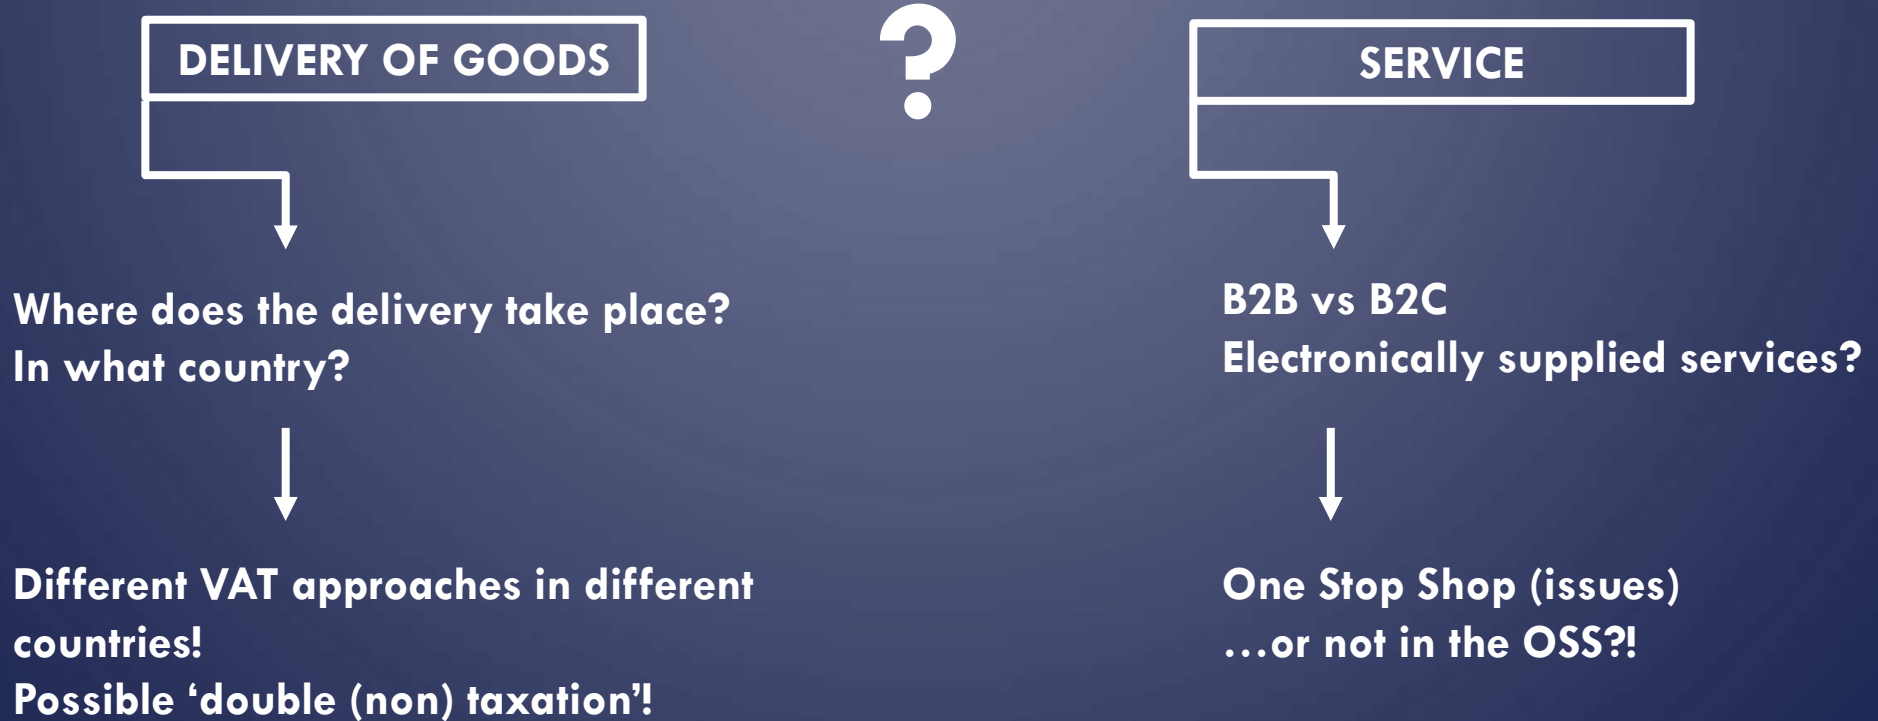 DELIVERY OF GOODS
?
SERVICE
Where does the delivery take place?
In what country?
B2B vs B2C
Electronically supplied services?
Different VAT approaches in different
countries!
Possible ‘double (non) taxation’!
One Stop Shop (issues)
…or not in the OSS?!